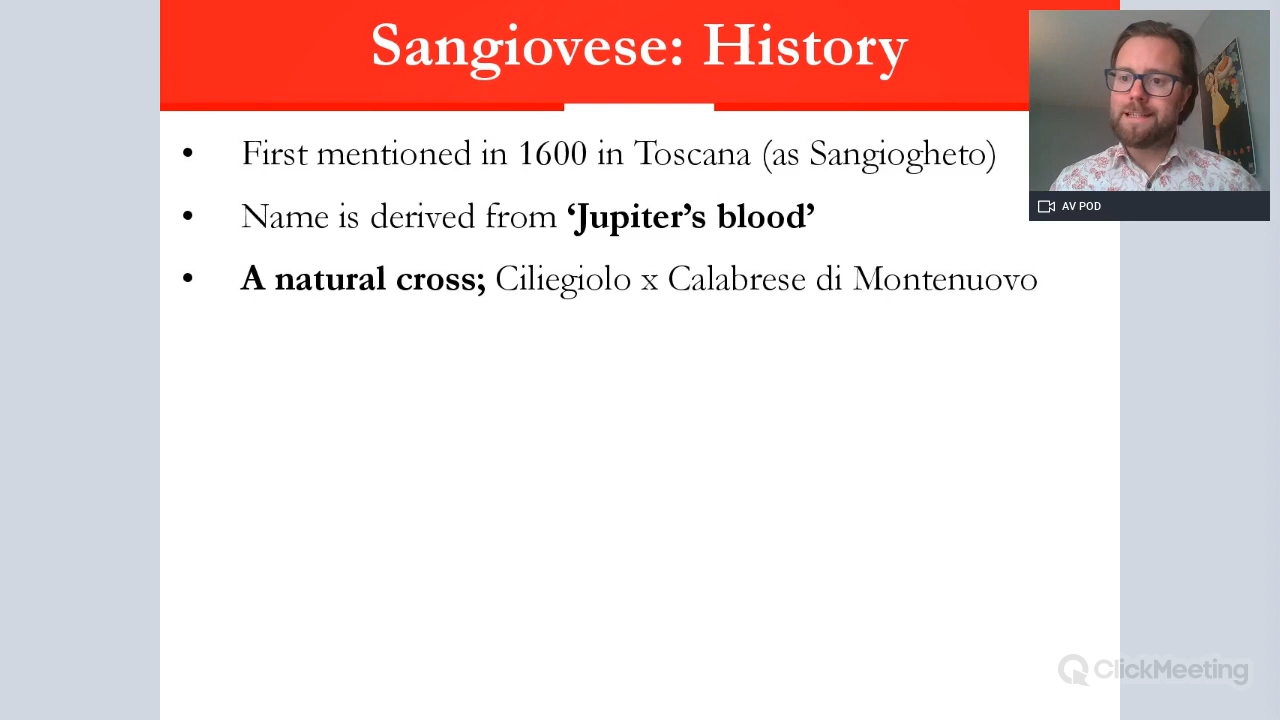 Sangiovese: History
• First mentioned in 1600 in Toscana (as Sangiogheto)
• Name is derived from ‘Jupiter’s blood’
• A natural cross; Ciliegiolo x Calabrese di Montenuovo
AV POD
ClickMeeting